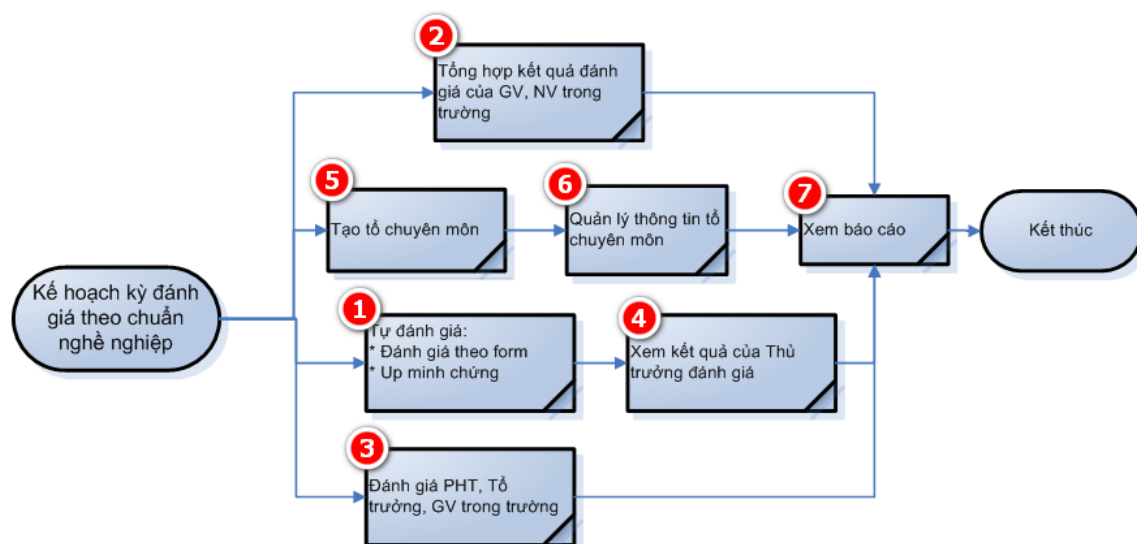 2
Tổng hợp kết quả đánh
giá của GV, NV trong
trường
5
Tạo tổ chuyên môn
6
Quản lý thông tin tổ
chuyên môn
7
Xem báo cáo
Kết thúc
Kế hoạch kỳ đánh
giá theo chuẩn
nghề nghiệp
1
Tự đánh giá:
* Đánh giá theo form
* Up minh chứng
4
Xem kết quả của Thủ
trưởng đánh giá
3
Đánh giá PHT, Tổ
trưởng, GV trong trường